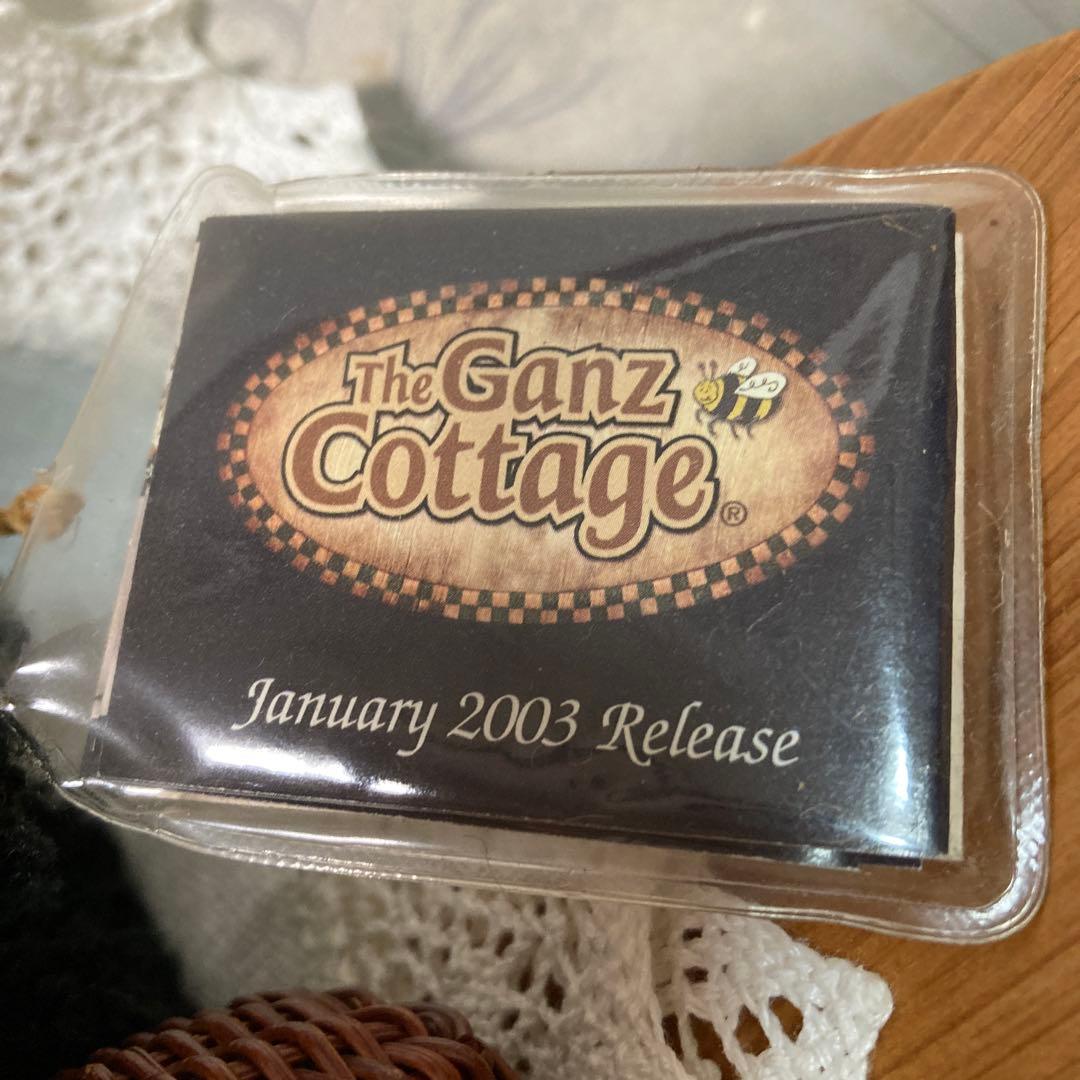 The Ganz
Cottage®
January 2003 Release